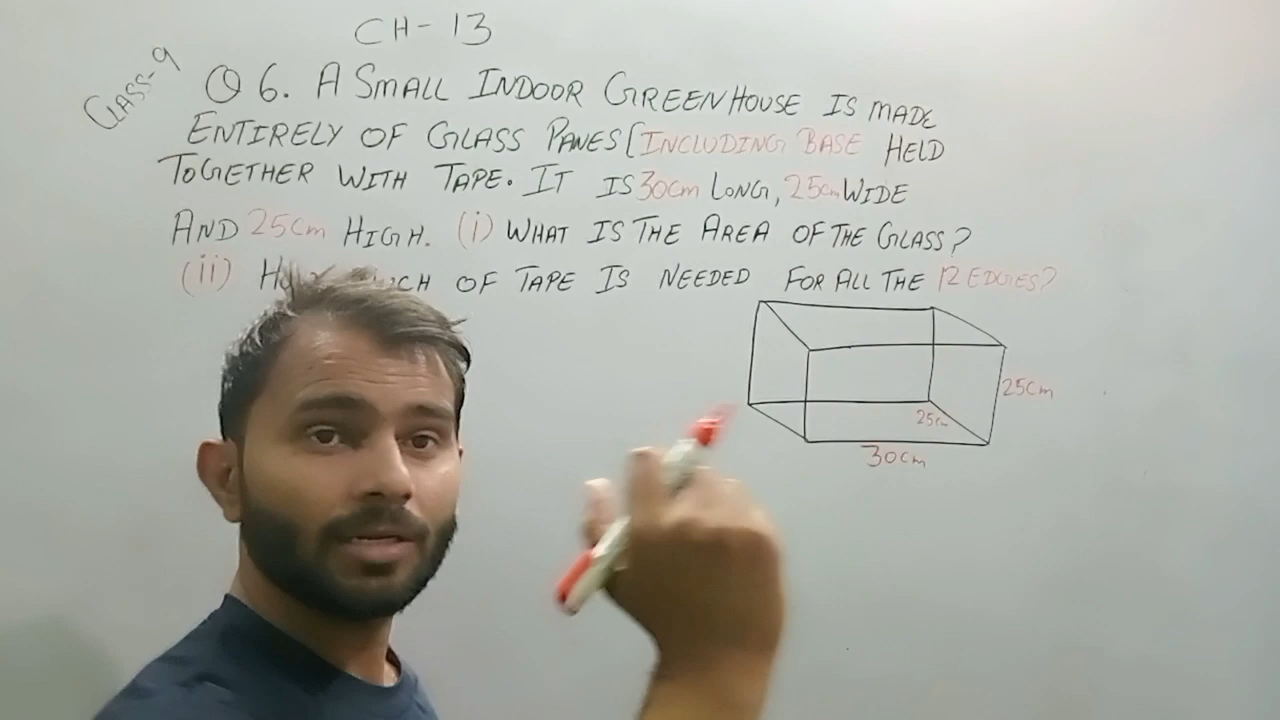 CH-13
CLASS-9
Q 6. A SMALL INDOOR GREENHOUSE IS MADE
ENTIRELY OF GLASS PANES [INCLUDING BASE HELD
TOGETHER WITH TAPE. IT IS 30cm LONG, 25cm WIDE
AND 25cm HIGH. (i) WHAT IS THE AREA OF THE GLASS?
(ii) OF TAPE IS NEEDED FOR ALL THE 12 EDGES?
25cm
25cm
30cm